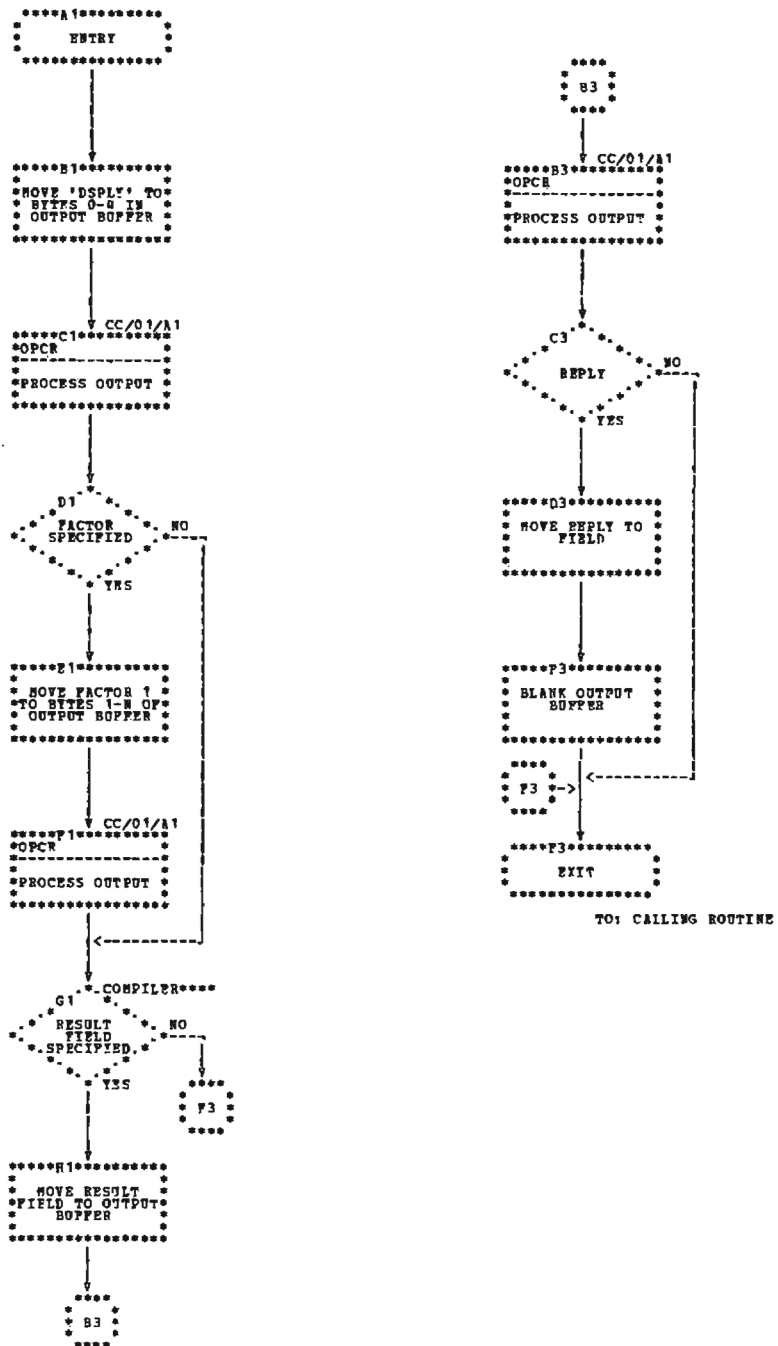 A1
ENTRY
B1
MOVE 'DSPLY' TO
BYTES 0-4 IN
OUTPUT BUFFER
CC/01/A1
C1
OPCR
PROCESS OUTPUT
D1
FACTOR
SPECIFIED
NO
YES
E1
MOVE FACTOR 1
TO BYTES 1-N OF
OUTPUT BUFFER
CC/01/A1
F1
OPCR
PROCESS OUTPUT
COMPILER****
G1
RESULT
FIELD
SPECIFIED
NO
YES
F3
H1
MOVE RESULT
FIELD TO OUTPUT
BUFFER
B3
B3
CC/01/A1
B3
OPCR
PROCESS OUTPUT
C3
REPLY
NO
YES
D3
MOVE REPLY TO
FIELD
BLANK OUTPUT
BUFFER
F3
F3
EXIT
TO: CALLING ROUTINE